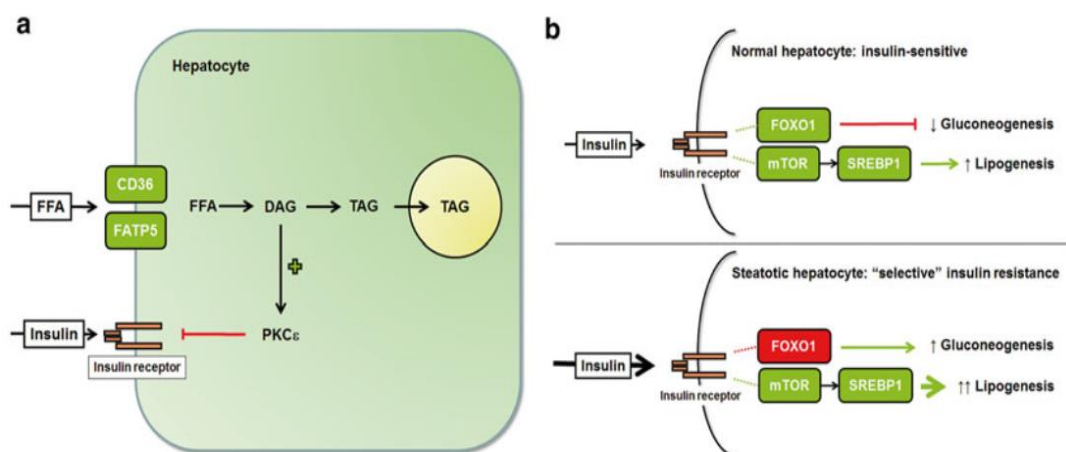 a
Hepatocyte
CD36
FFA
FATP5
FFA
DAG
TAG
TAG
Insulin
PKCε
Insulin receptor
b
Normal hepatocyte: insulin-sensitive
FOXO1
↓ Gluconeogenesis
Insulin
mTOR
SREBP1
↑ Lipogenesis
Insulin receptor
Steatotic hepatocyte: “selective” insulin resistance
FOXO1
↑ Gluconeogenesis
Insulin
mTOR
SREBP1
↑↑ Lipogenesis
Insulin receptor